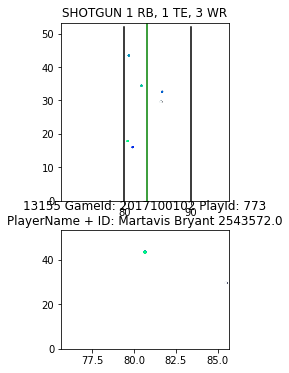 SHOTGUN 1 RB, 1 TE, 3 WR
50
40
30
20
10
0
80 90
13155 GameId: 2017100102 PlayId: 773
PlayerName + ID: Martavis Bryant 2543572.0
40
20
0
77.5 80.0 82.5 85.0